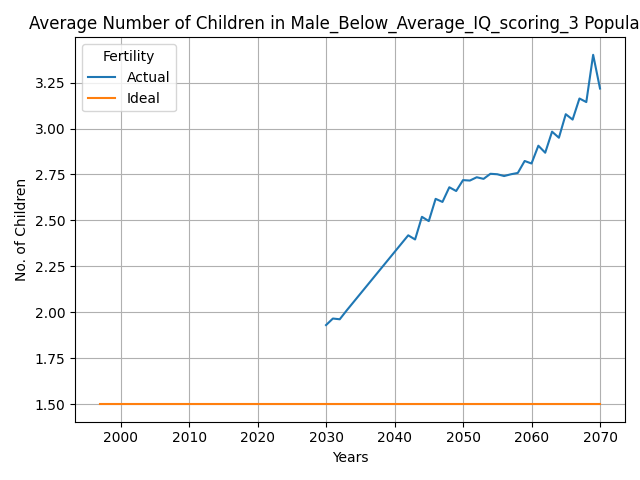 Average Number of Children in Male_Below_Average_IQ_scoring_3 Popula
Fertility
Actual
Ideal
3.25
3.00
2.75
2.50
2.25
2.00
1.75
1.50
No. of Children
2000 2010 2020 2030 2040 2050 2060 2070
Years